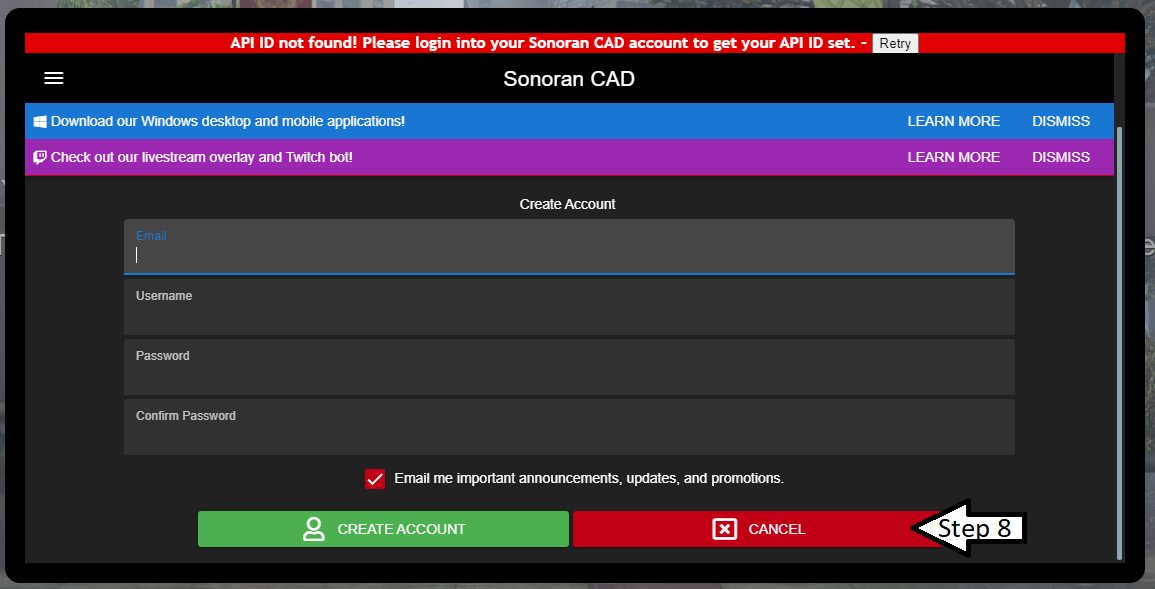 API ID not found! Please login into your Sonoran CAD account to get your API ID set. - Retry
Sonoran CAD
Download our Windows desktop and mobile applications! LEARN MORE DISMISS
Check out our livestream overlay and Twitch bot! LEARN MORE DISMISS
Create Account
Email
Username
Password
Confirm Password
Email me important announcements, updates, and promotions.
CREATE ACCOUNT CANCEL Step 8